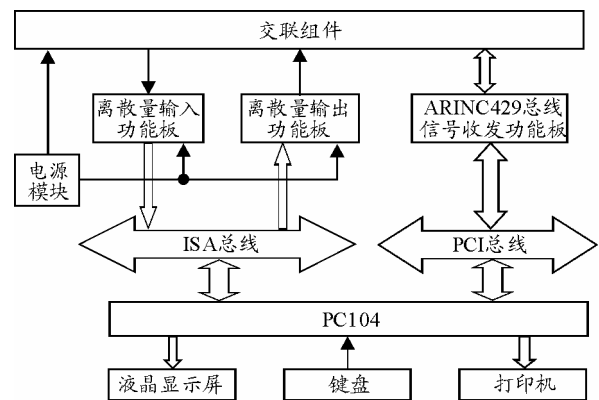 交联组件
离散量输入
功能板
离散量输出
功能板
ARINC429总线
信号收发功能板
电源
模块
ISA总线
PCI总线
PC104
液晶显示屏
键盘
打印机